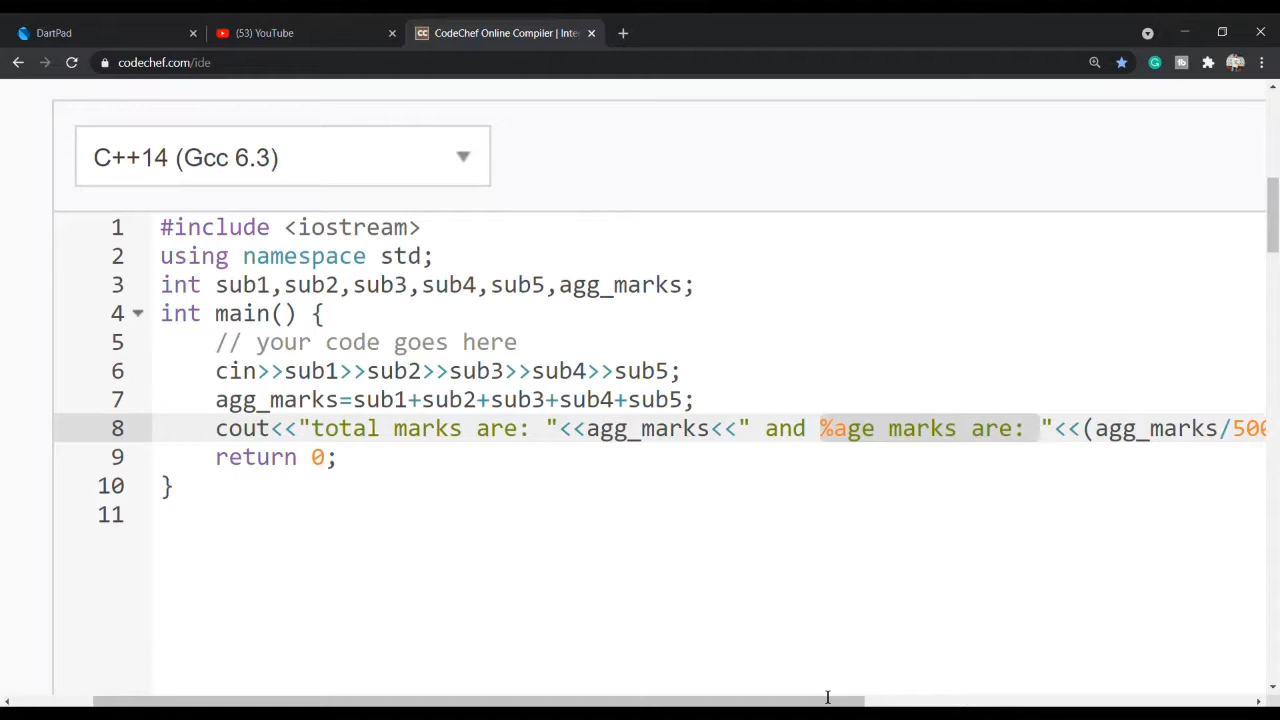 DartPad
(53) YouTube
CC CodeChef Online Compiler | Inte
codechef.com/ide
C++14 (Gcc 6.3)
1 #include <iostream>
2 using namespace std;
3 int sub1,sub2,sub3,sub4,sub5,agg_marks;
4 int main() {
5 // your code goes here
6 cin>>sub1>>sub2>>sub3>>sub4>>sub5;
7 agg_marks=sub1+sub2+sub3+sub4+sub5;
8 cout<<"total marks are: "<<agg_marks<<" and %age marks are: "<<(agg_marks/500
9 return 0;
10 }
11